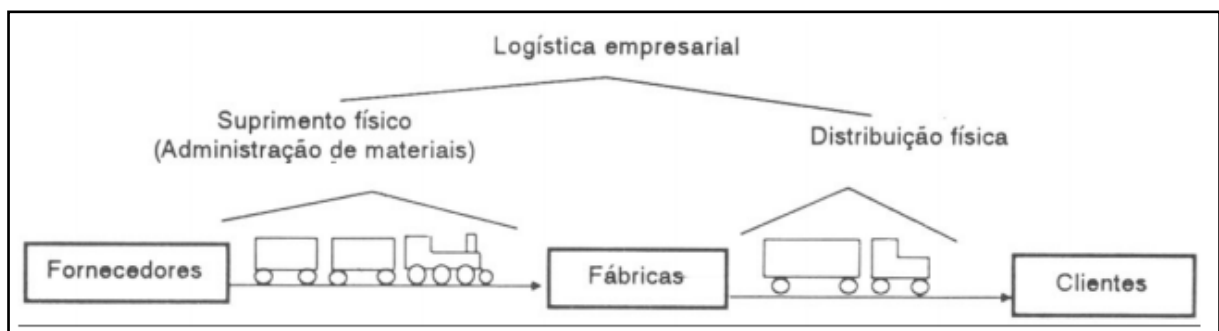 Logística empresarial
Suprimento físico
(Administração de materiais)
Distribuição física
Fornecedores
Fábricas
Clientes